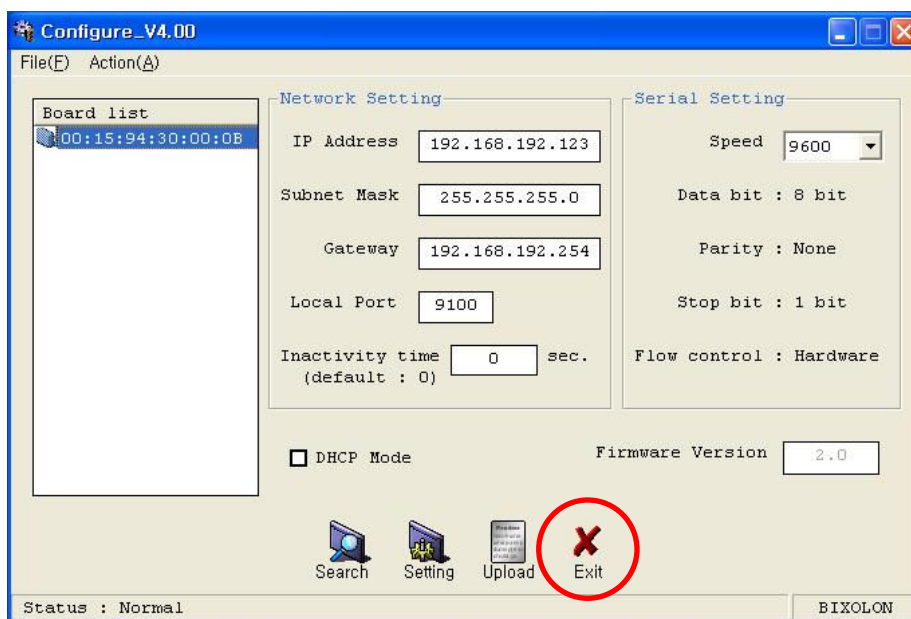 Configure_V4.00
File(F) Action(A)
Board list
00:15:94:30:00:0B
Network Setting
IP Address 192.168.192.123
Subnet Mask 255.255.255.0
Gateway 192.168.192.254
Local Port 9100
Inactivity time 0 sec.
(default : 0)
Serial Setting
Speed 9600
Data bit : 8 bit
Parity : None
Stop bit : 1 bit
Flow control : Hardware
DHCP Mode
Firmware Version 2.0
Search Setting Upload Exit
Status : Normal BIXOLON